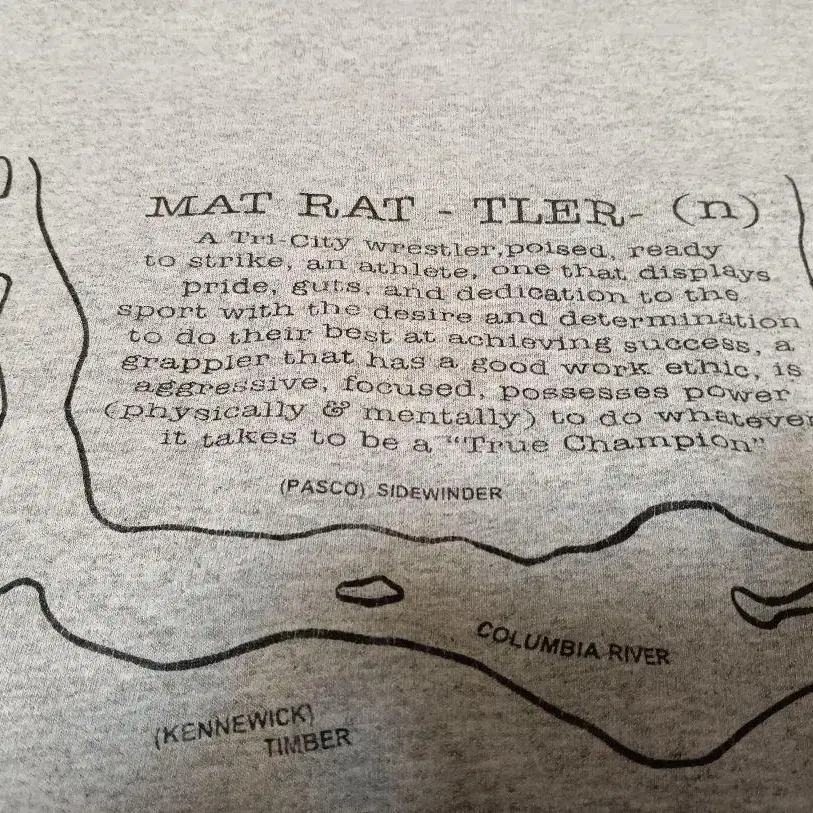 MAT RAT - TLER- (n)
A Tri-City wrestler,poised, ready
to strike, an athlete, one that displays
pride, guts, and dedication to the
sport with the desire and determination
to do their best at achieving success, a
grappler that has a good work ethic, is
aggressive, focused, possesses power
(physically & mentally) to do whatever
it takes to be a "True Champion"
(PASCO) SIDEWINDER
COLUMBIA RIVER
(KENNEWICK)
TIMBER